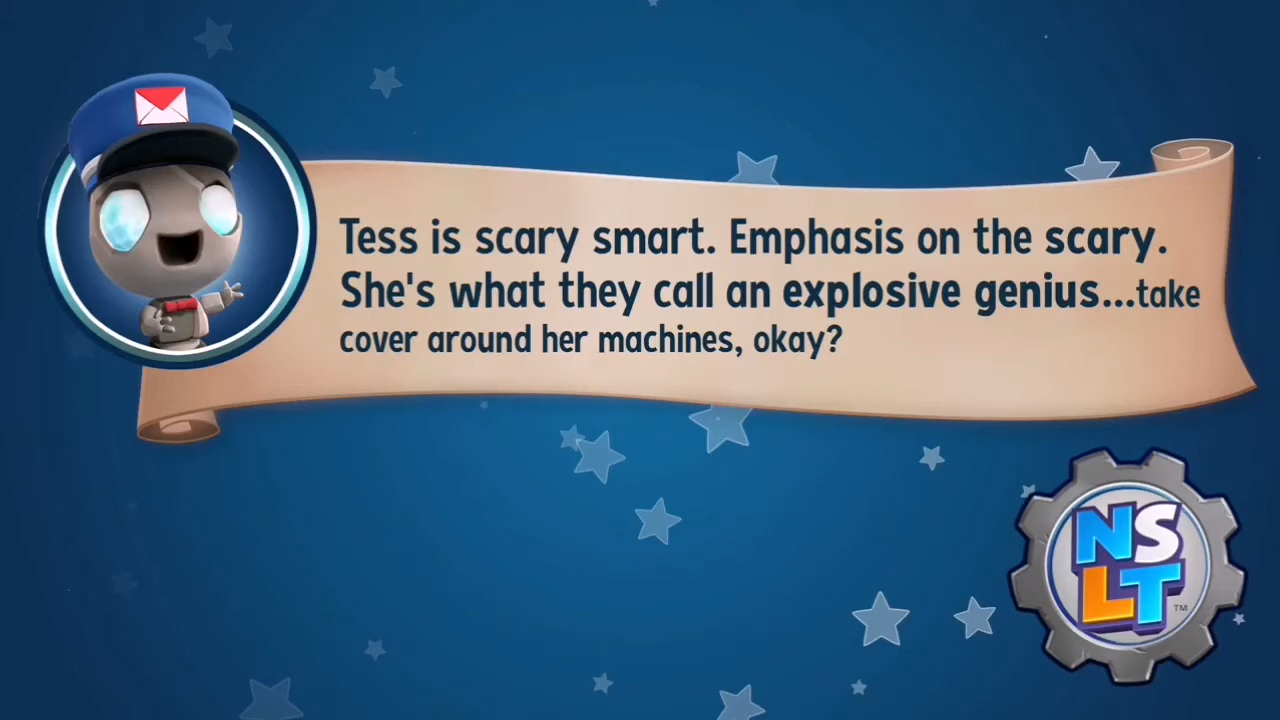 Tess is scary smart. Emphasis on the scary.
She's what they call an explosive genius...take
cover around her machines, okay?
NS
LT
TM